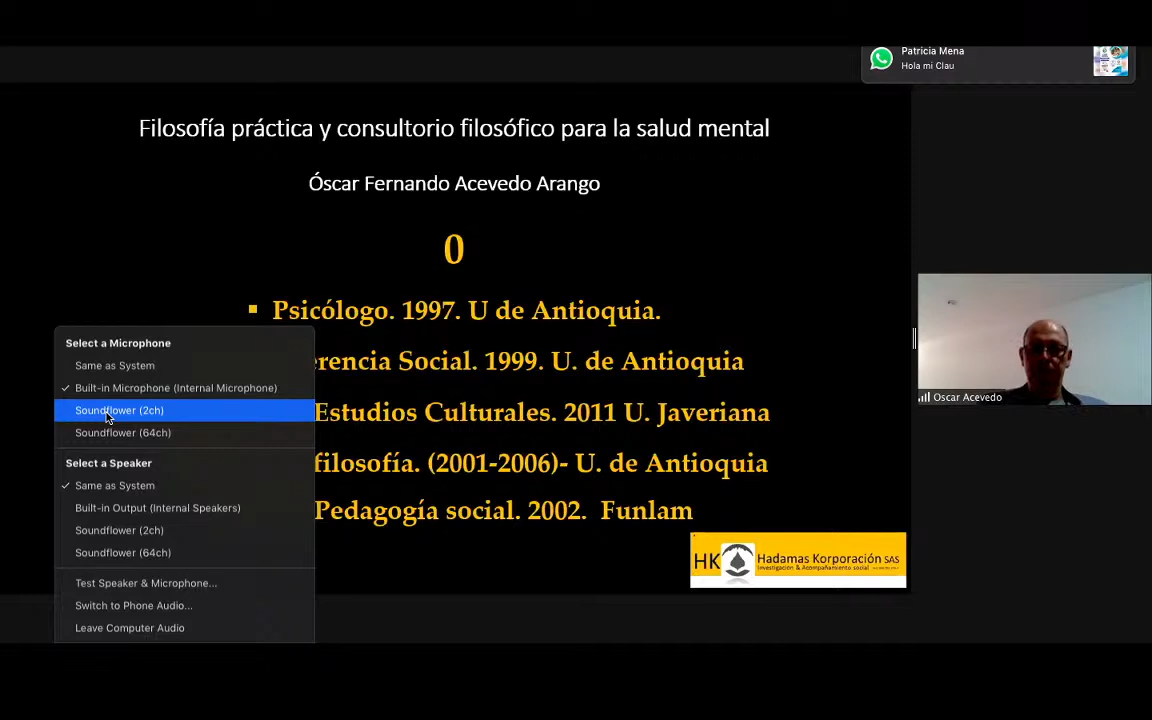 Patricia Mena
Hola mi Clau
Filosofía práctica y consultorio filosófico para la salud mental
Óscar Fernando Acevedo Arango
0
Psicólogo. 1997. U de Antioquia.
erencia Social. 1999. U. de Antioquia
Estudios Culturales. 2011 U. Javeriana
filosofía. (2001-2006)- U. de Antioquia
Pedagogía social. 2002. Funlam
Select a Microphone
Same as System
✓ Built-in Microphone (Internal Microphone)
Soundflower (2ch)
Soundflower (64ch)
Select a Speaker
✓ Same as System
Built-in Output (Internal Speakers)
Soundflower (2ch)
Soundflower (64ch)
Test Speaker & Microphone...
Switch to Phone Audio...
Leave Computer Audio
Oscar Acevedo
HK Hadamas Korporación SAS
Investigación & Acompañamiento social